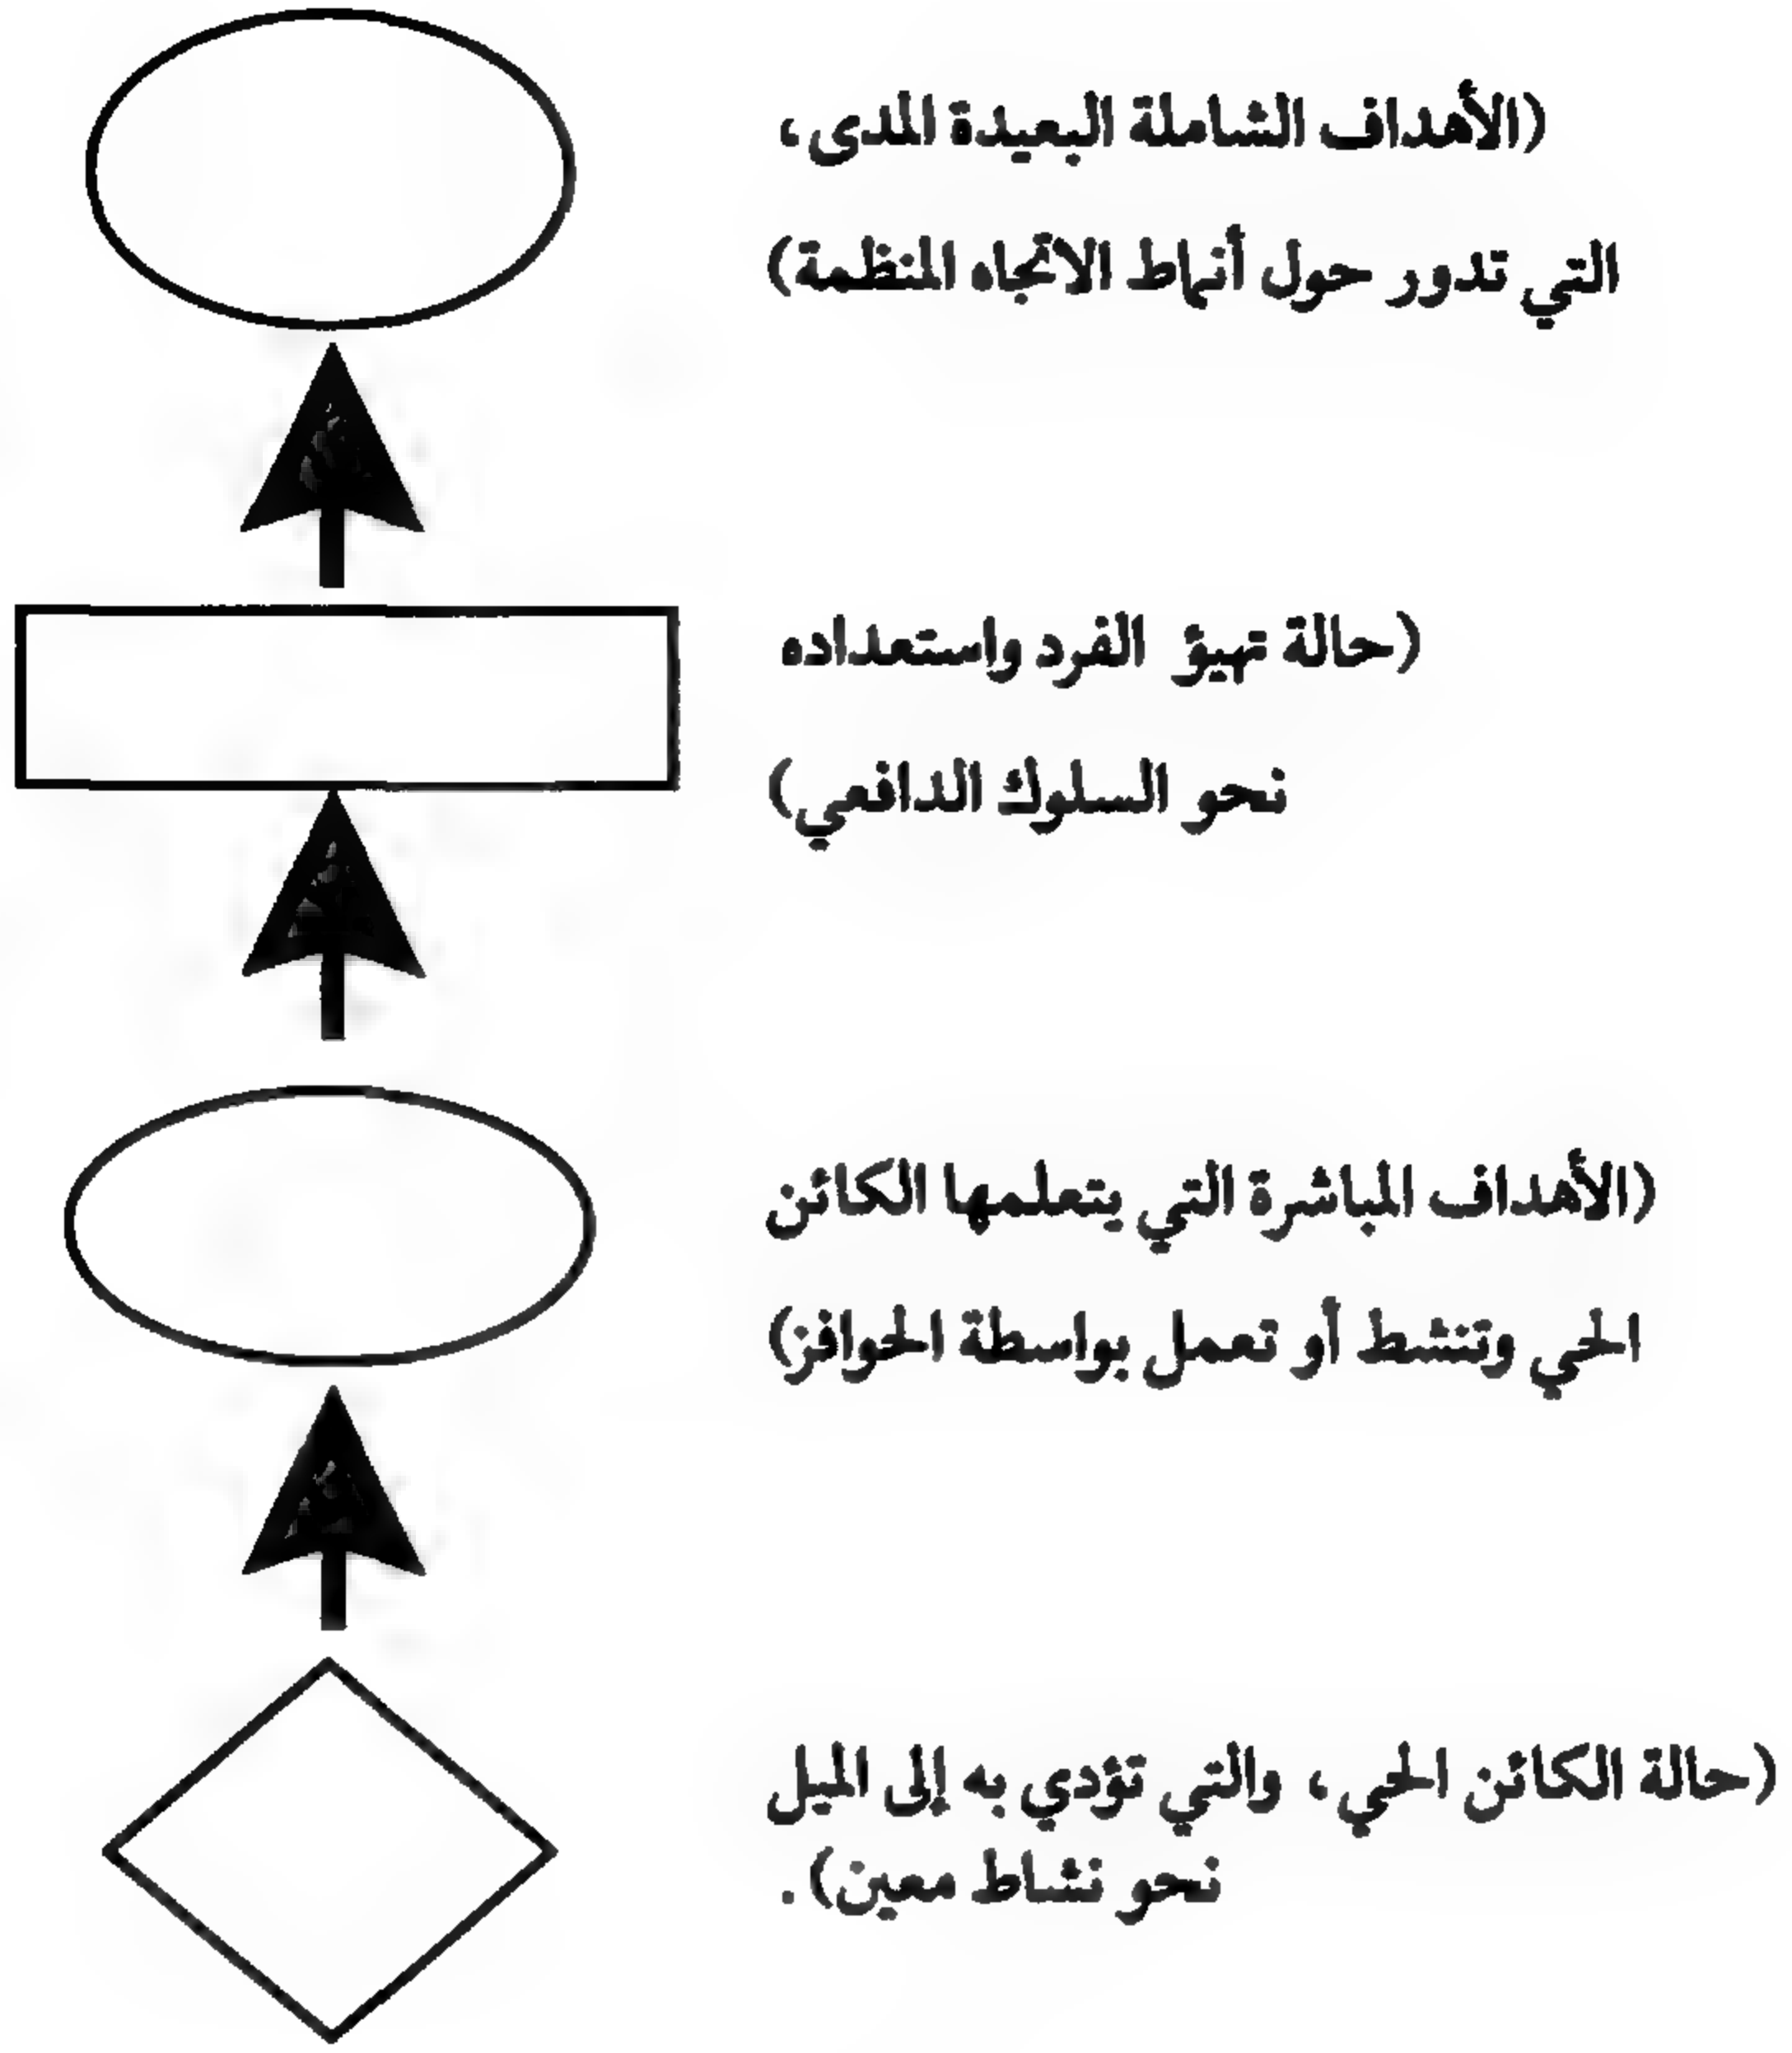 (الأهداف الشاملة البعيدة المدى،
التي تدور حول أنماط الاتجاه المنظمة)
(حالة تهيؤ الفرد واستعداده
نحو السلوك الدافعي)
(الأهداف المباشرة التي يتعلمها الكائن
الحي وتنشط أو تعمل بواسطة الحوافز)
(حالة الكائن الحي، والتي تؤدي به إلى الميل
نحو نشاط معين).